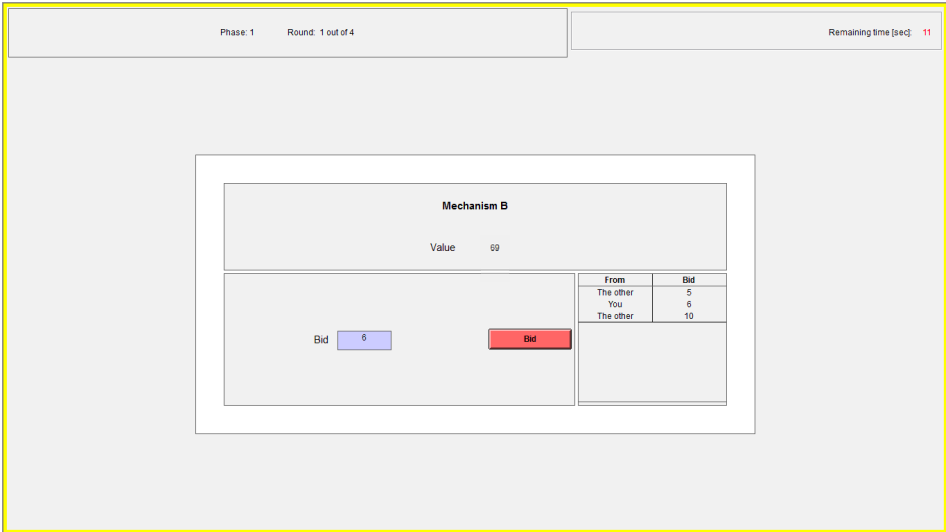 Phase: 1 Round: 1 out of 4
Remaining time [sec]: 11
Mechanism B
Value 69
Bid 6 Bid
From Bid
The other 5
You 6
The other 10